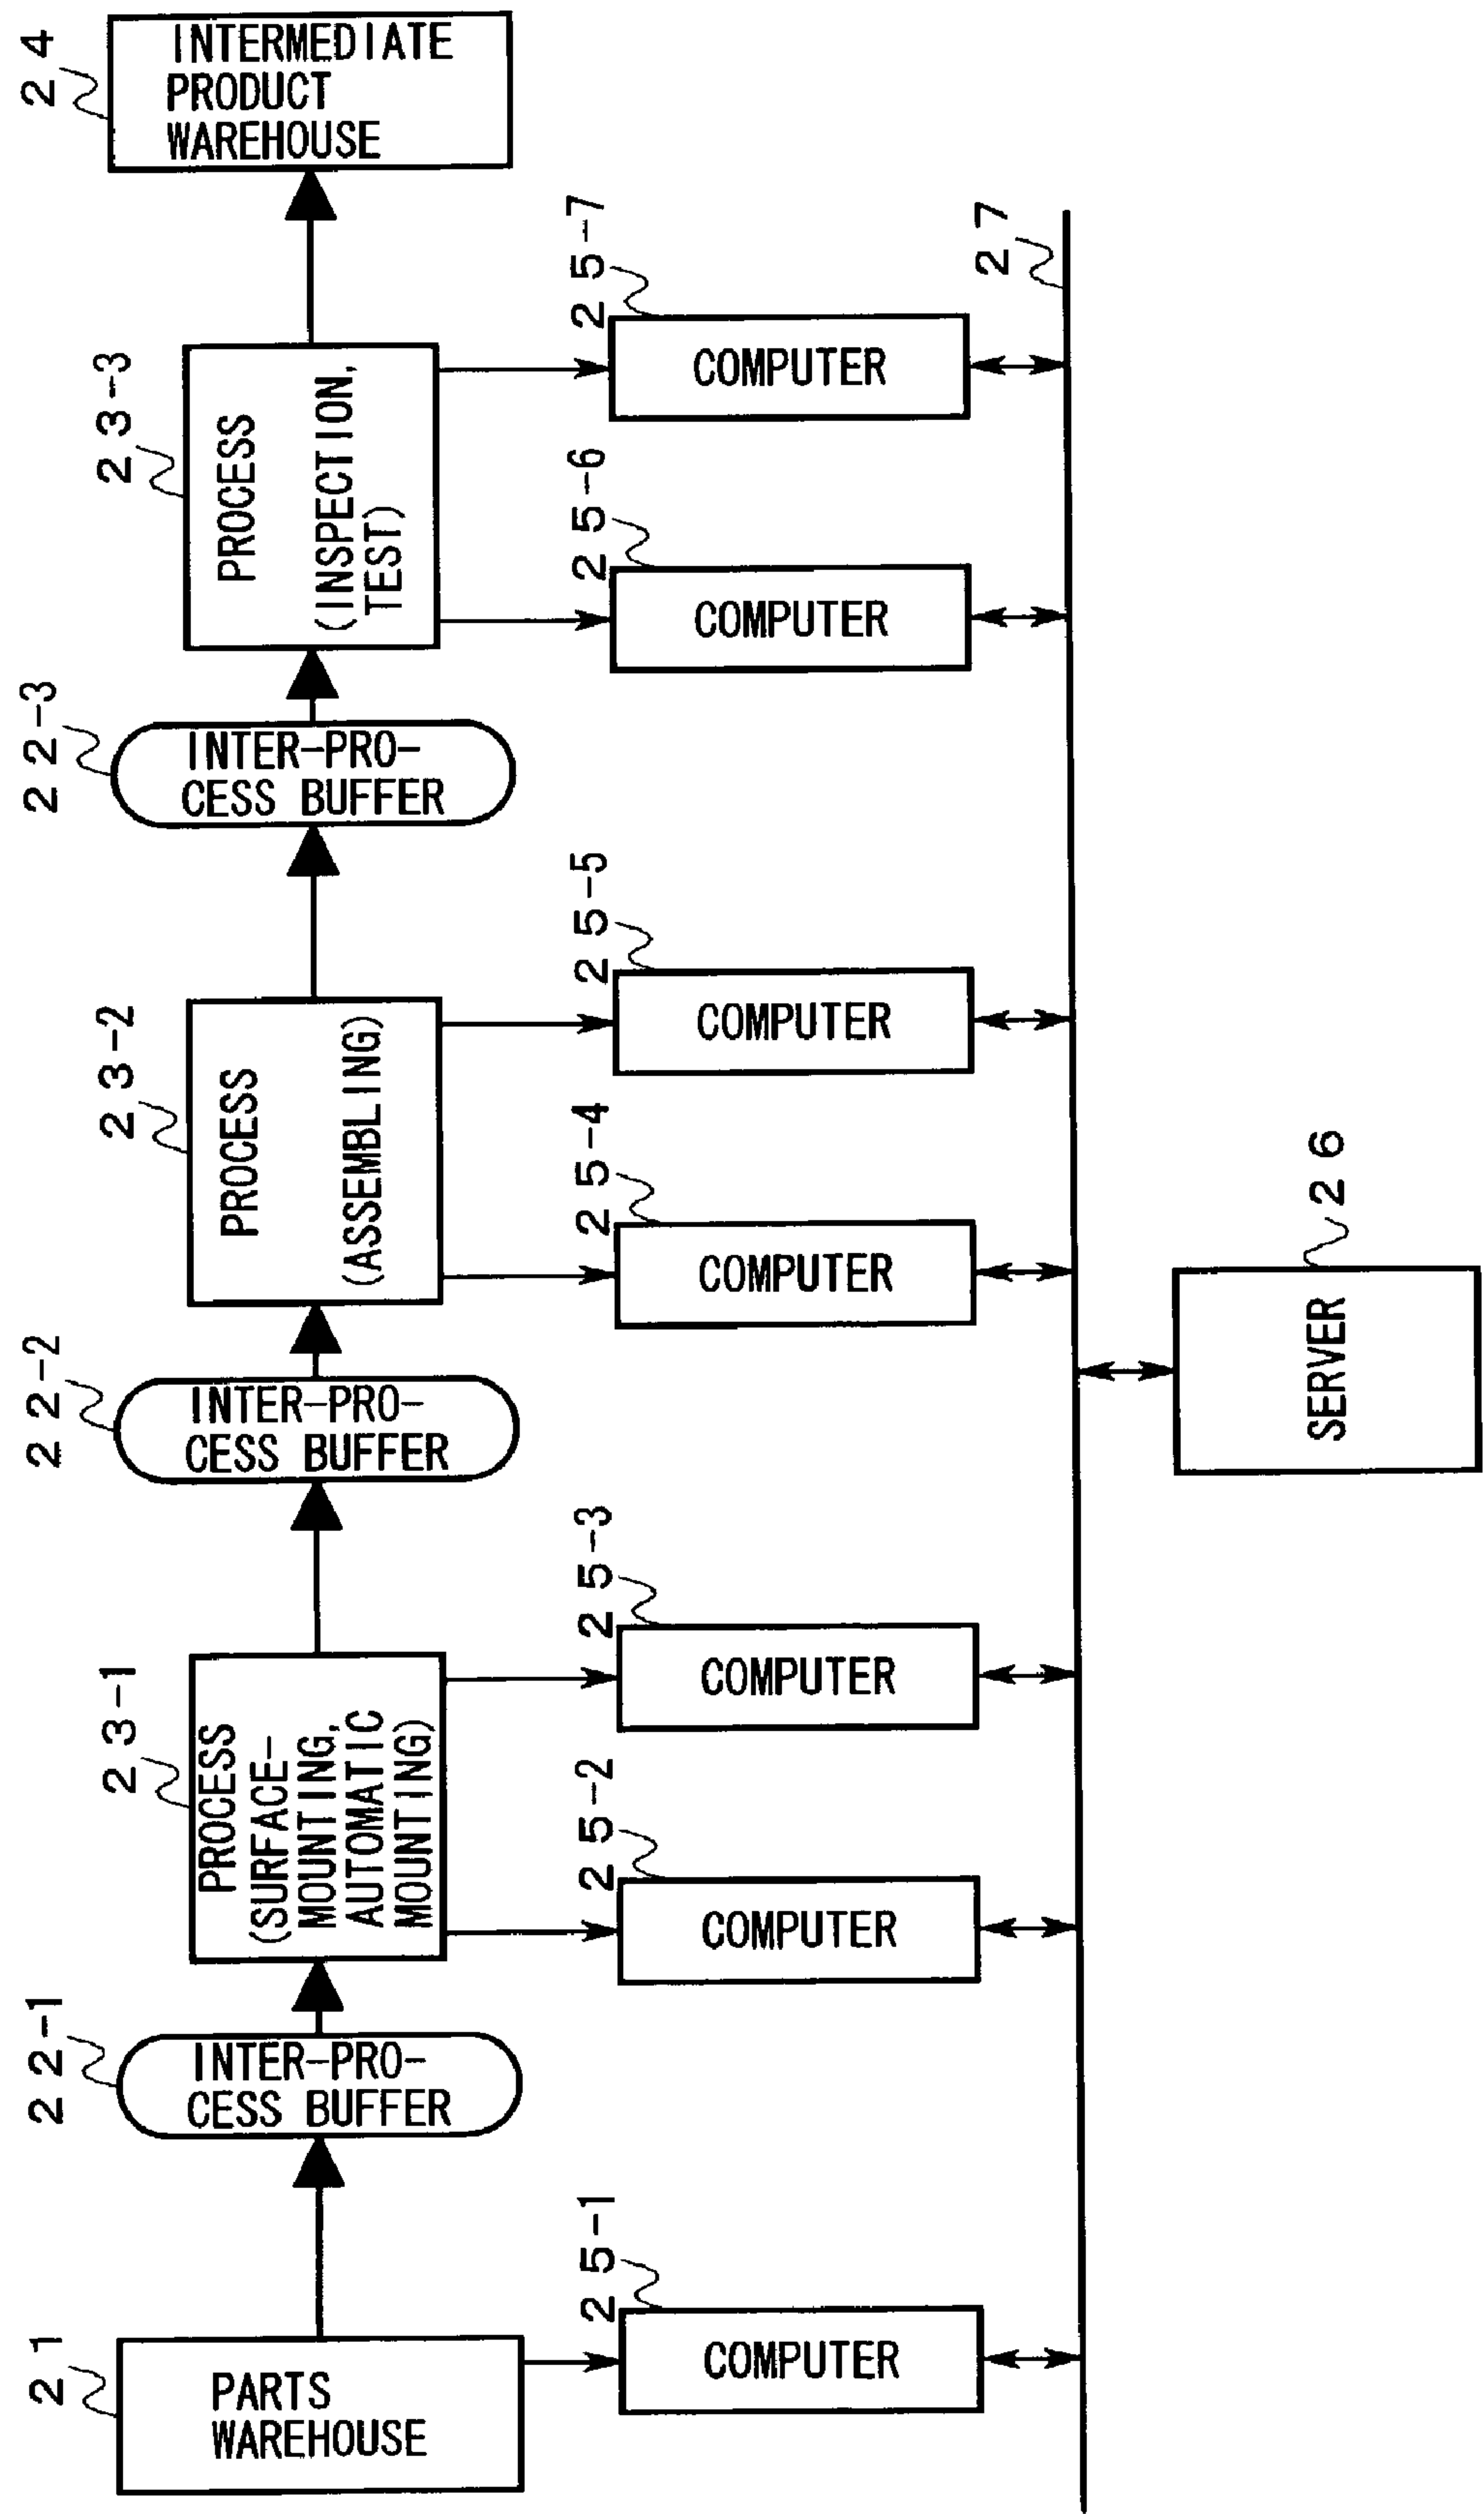 24
INTERMEDIATE
PRODUCT
WAREHOUSE
23-3
PROCESS
(INSPECTION,
TEST)
25-7
COMPUTER
27
25-6
COMPUTER
22-3
INTER-PRO-
CESS BUFFER
23-2
PROCESS
(ASSEMBLING)
25-5
COMPUTER
25-4
COMPUTER
26
SERVER
22-2
INTER-PRO-
CESS BUFFER
23-1
PROCESS
(SURFACE-
MOUNTING,
AUTOMATIC
MOUNTING)
25-3
COMPUTER
25-2
COMPUTER
22-1
INTER-PRO-
CESS BUFFER
21
PARTS
WAREHOUSE
25-1
COMPUTER